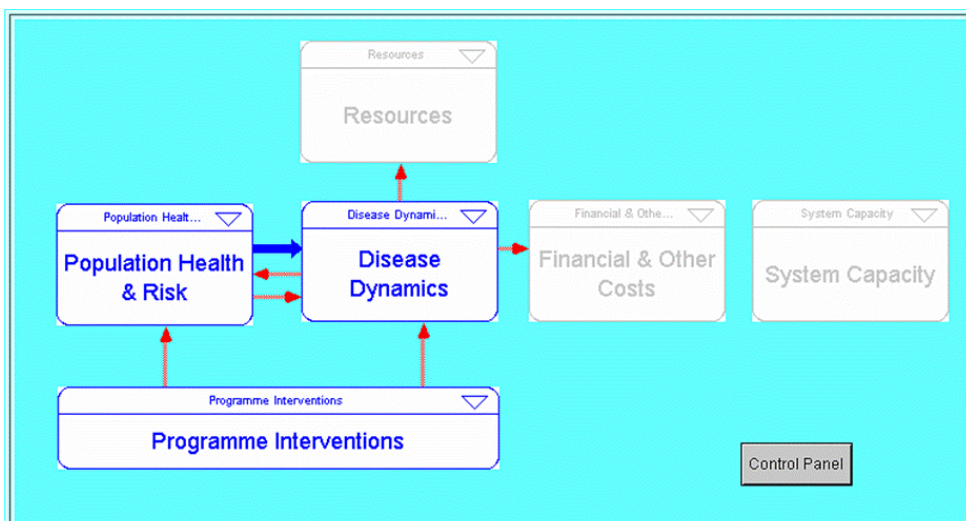 Resources
Resources
Population Healt...
Population Health
& Risk
Disease Dynami...
Disease
Dynamics
Financial & Othe...
Financial & Other
Costs
System Capacity
System Capacity
Programme Interventions
Programme Interventions
Control Panel